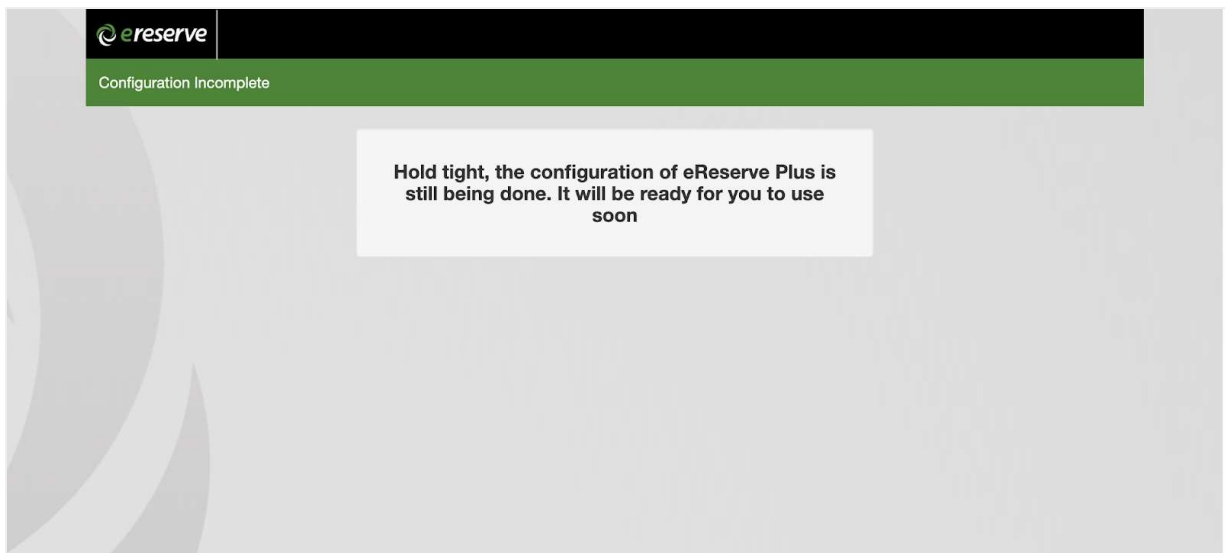 ereserve
Configuration Incomplete
Hold tight, the configuration of eReserve Plus is
still being done. It will be ready for you to use
soon